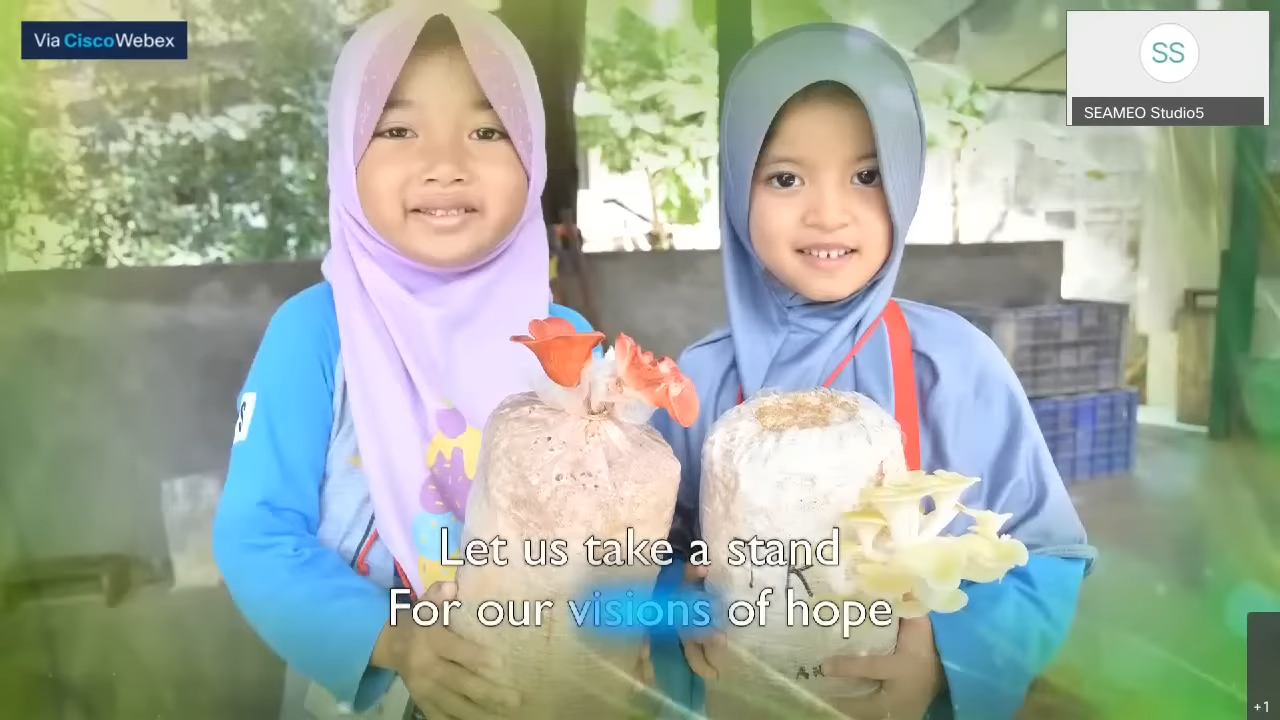 Via CiscoWebex
SS
SEAMEO Studio5
Let us take a stand
For our visions of hope
+1